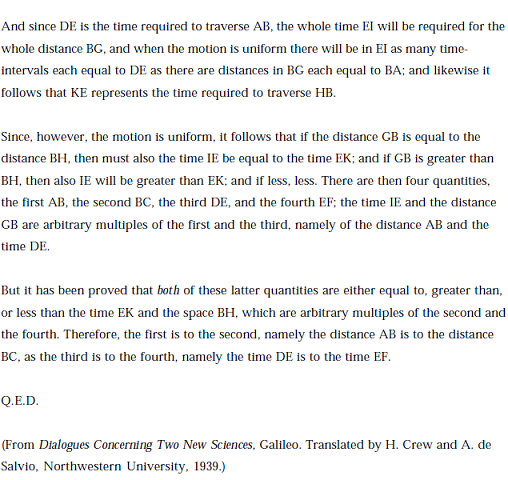 And since DE is the time required to traverse AB, the whole time EI will be required for the
whole distance BG, and when the motion is uniform there will be in EI as many time-
intervals each equal to DE as there are distances in BG each equal to BA; and likewise it
follows that KE represents the time required to traverse HB.
Since, however, the motion is uniform, it follows that if the distance GB is equal to the
distance BH, then must also the time IE be equal to the time EK; and if GB is greater than
BH, then also IE will be greater than EK; and if less, less. There are then four quantities,
the first AB, the second BC, the third DE, and the fourth EF; the time IE and the distance
GB are arbitrary multiples of the first and the third, namely of the distance AB and the
time DE.
But it has been proved that both of these latter quantities are either equal to, greater than,
or less than the time EK and the space BH, which are arbitrary multiples of the second and
the fourth. Therefore, the first is to the second, namely the distance AB is to the distance
BC, as the third is to the fourth, namely the time DE is to the time EF.
Q.E.D.
(From Dialogues Concerning Two New Sciences, Galileo. Translated by H. Crew and A. de
Salvio, Northwestern University, 1939.)